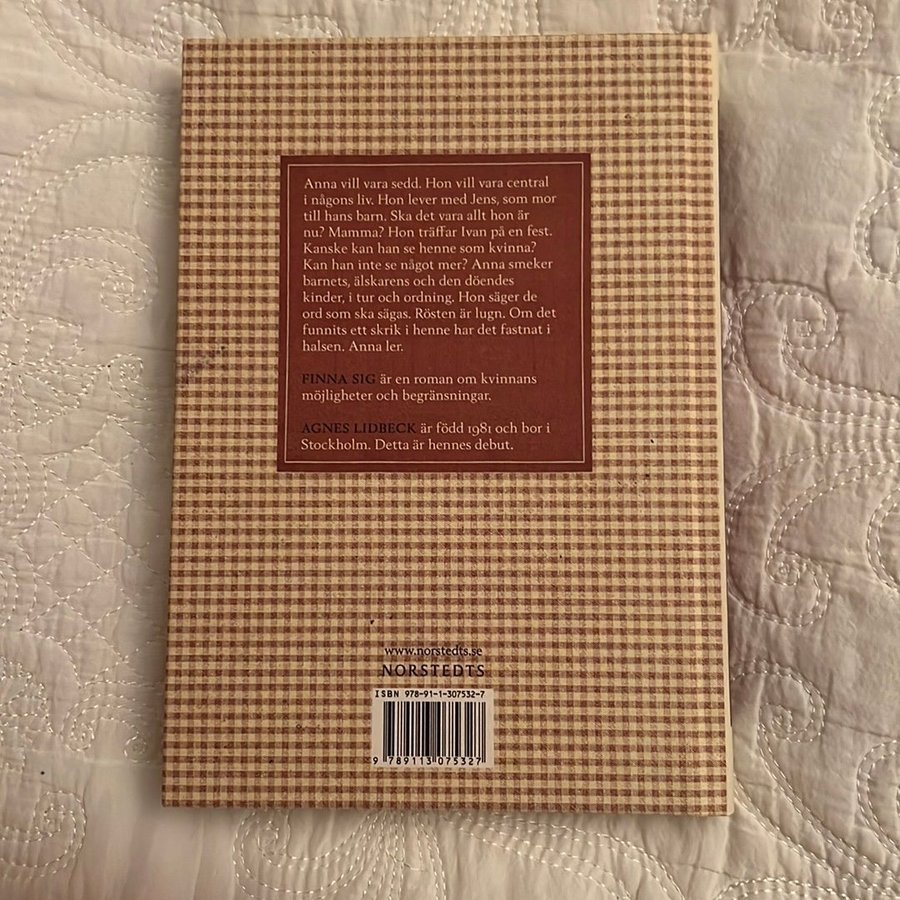 Anna vill vara sedd. Hon vill vara central
i någons liv. Hon lever med Jens, som mor
till hans barn. Ska det vara allt hon är
nu? Mamma? Hon träffar Ivan på en fest.
Kanske kan han se henne som kvinna?
Kan han inte se något mer? Anna smeker
barnets, älskarens och den döendes
kinder, i tur och ordning. Hon säger de
ord som ska sägas. Rösten är lugn. Om det
funnits ett skrik i henne har det fastnat i
halsen. Anna ler.
FINNA SIG är en roman om kvinnans
möjligheter och begränsningar.
AGNES LIDBECK är född 1981 och bor i
Stockholm. Detta är hennes debut.
www.norstedts.se
NORSTEDTS
ISBN 978-91-1-307532-7
9 789113 075327